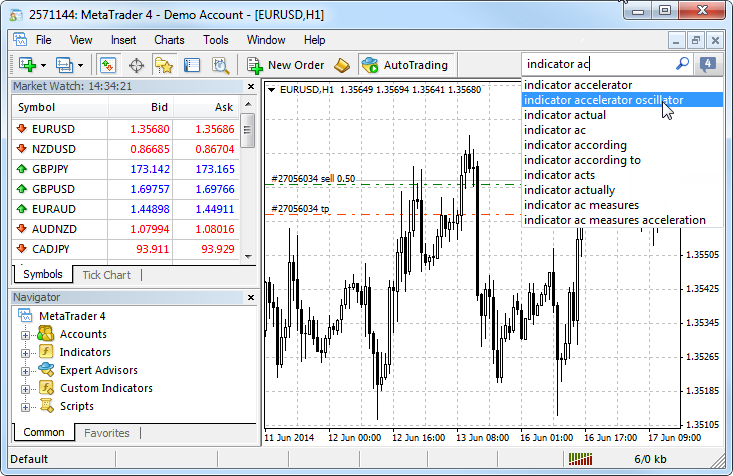 2571144: MetaTrader 4 - Demo Account - [EURUSD,H1]
File View Insert Charts Tools Window Help
New Order AutoTrading indicator ac 4
Market Watch: 14:34:21
Symbol Bid Ask
EURUSD 1.35680 1.35686
NZDUSD 0.86685 0.86704
GBPJPY 173.142 173.165
GBPUSD 1.69757 1.69763
EURAUD 1.44898 1.44911
AUDNZD 1.07994 1.08016
CADJPY 93.911 93.929
Symbols Tick Chart
Navigator
MetaTrader 4
Accounts
Indicators
Expert Advisors
Custom Indicators
Scripts
Common Favorites
EURUSD,H1 1.35649 1.35694 1.35641 1.35680
#27056034 sell 0.50
#27056034 tp
indicator accelerator
indicator accelerator oscillator
indicator actual
indicator ac
indicator according
indicator according to
indicator acts
indicator actually
indicator ac measures
indicator ac measures acceleration
1.35505
1.35425
1.35345
1.35265
1.35185
1.35105
11 Jun 2014 12 Jun 00:00 12 Jun 16:00 13 Jun 08:00 16 Jun 01:00 16 Jun 17:00 17 Jun 09:00
Default 6/0 kb